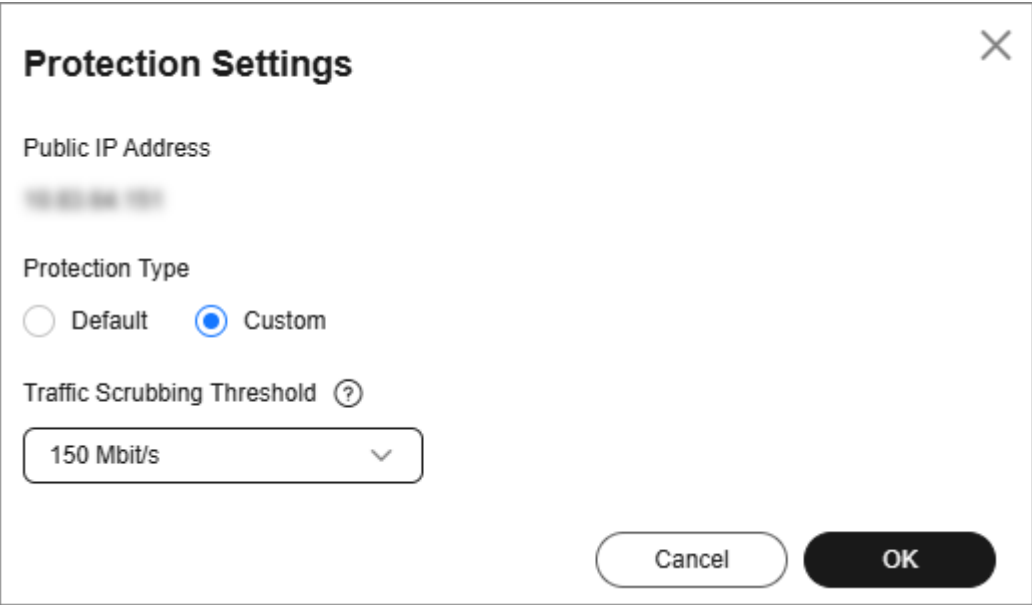 Protection Settings
Public IP Address
Protection Type
Default Custom
Traffic Scrubbing Threshold ?
150 Mbit/s
Cancel OK